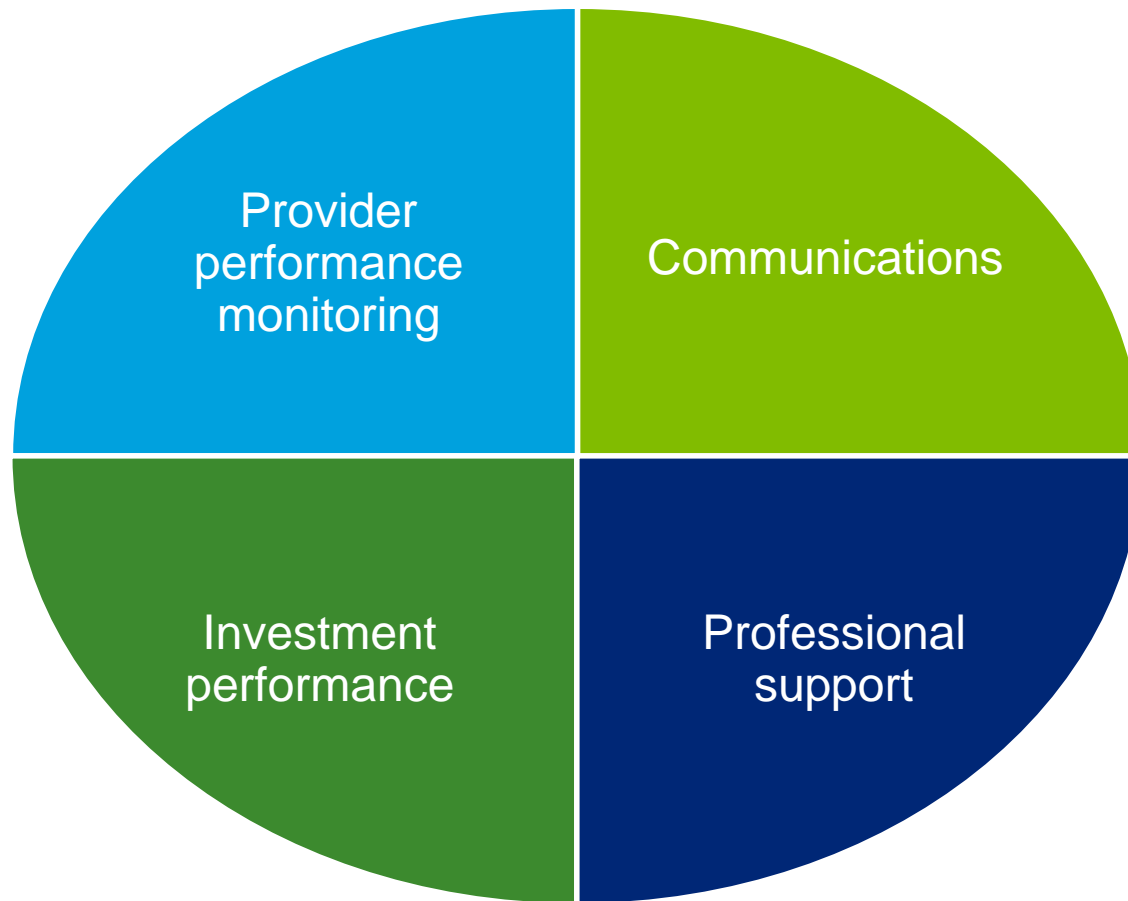 Provider
performance
monitoring
Communications
Investment
performance
Professional
support